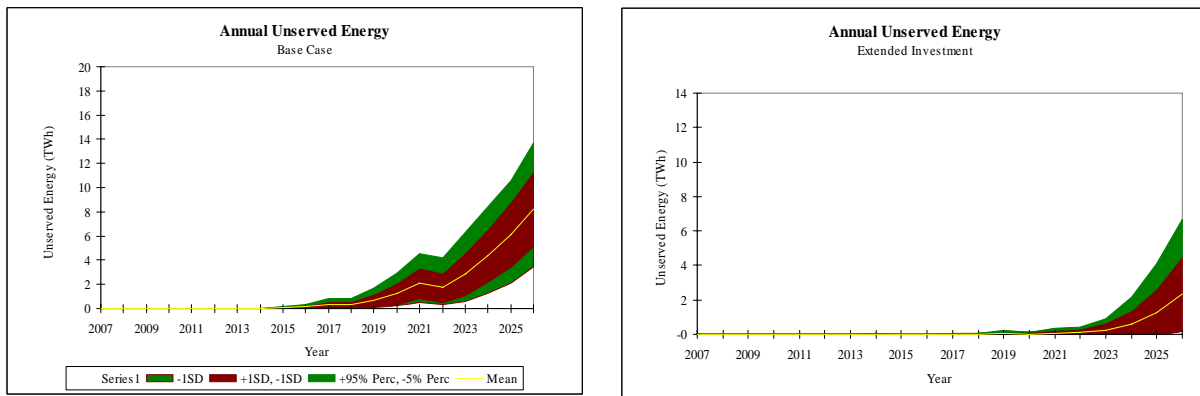 Annual Unserved Energy
Base Case
Unserved Energy (TWh)
20
18
16
14
12
10
8
6
4
2
0
2007 2009 2011 2013 2015 2017 2019 2021 2023 2025
Year
Series1 -1SD +1SD, -1SD +95% Perc, -5% Perc Mean
Annual Unserved Energy
Extended Investment
Unserved Energy (TWh)
14
12
10
8
6
4
2
-0
2007 2009 2011 2013 2015 2017 2019 2021 2023 2025
Year